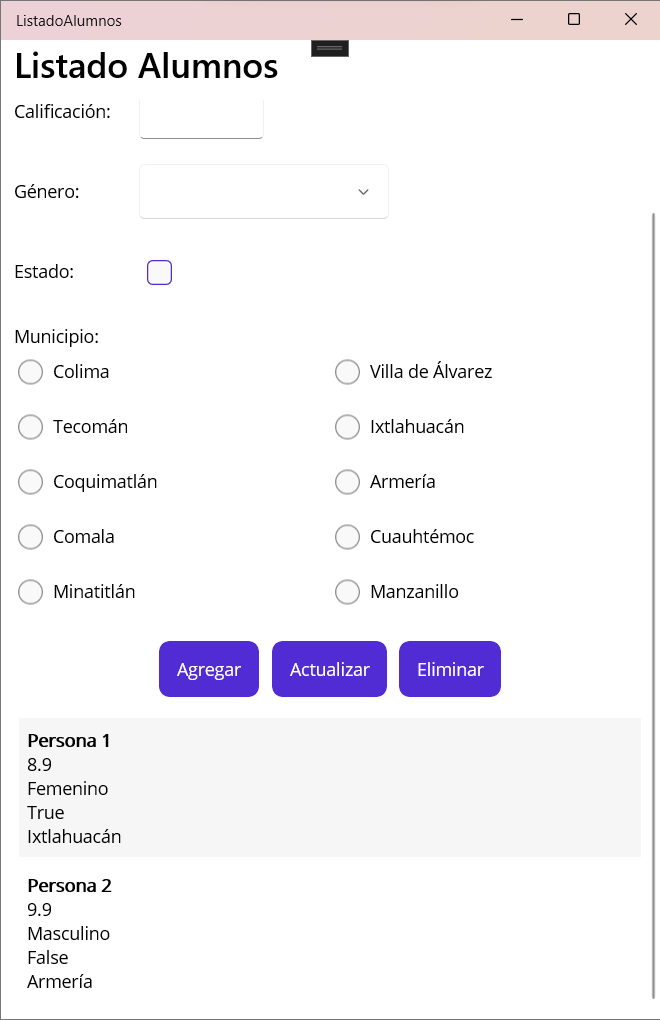 ListadoAlumnos
Listado Alumnos
Calificación:
Género:
Estado:
Municipio:
Colima Villa de Álvarez
Tecomán Ixtlahuacán
Coquimatlán Armería
Comala Cuauhtémoc
Minatitlán Manzanillo
Agregar Actualizar Eliminar
Persona 1
8.9
Femenino
True
Ixtlahuacán
Persona 2
9.9
Masculino
False
Armería